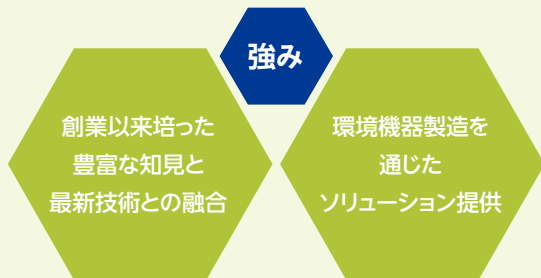 強み
創業以来培った
豊富な知見と
最新技術との融合
環境機器製造を
通じた
ソリューション提供